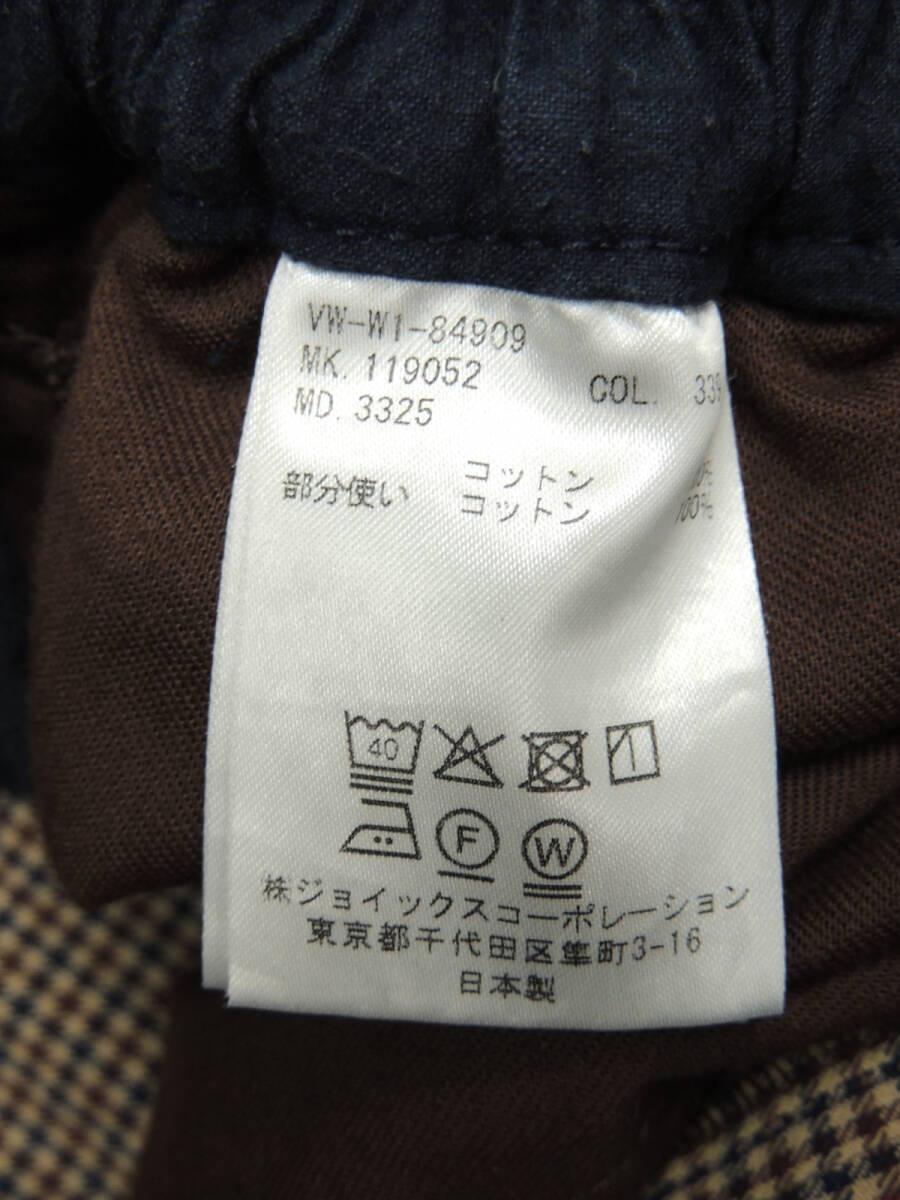 VW-W1-84909
MK. 119052 COL.
MD. 3325
コットン
部分使い コットン 100%
40
F W
㈱ジョイックスコーポレーション
東京都千代田区隼町3-16
日本製